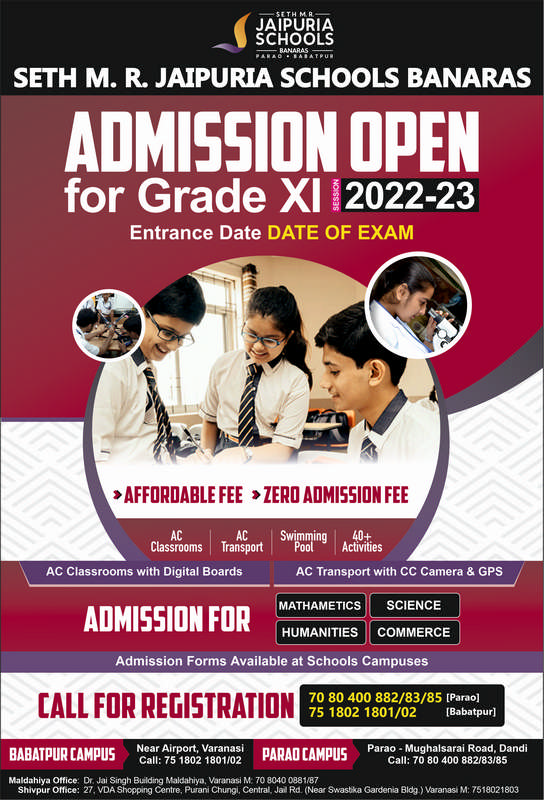 SETH M.R.
JAIPURIA
SCHOOLS
BANARAS
PARAO • BABATPUR
SETH M. R. JAIPURIA SCHOOLS BANARAS
ADMISSION OPEN
for Grade XI SESSION 2022-23
Entrance Date DATE OF EXAM
> AFFORDABLE FEE > ZERO ADMISSION FEE
AC Classrooms
AC Transport
Swimming Pool
40+ Activities
AC Classrooms with Digital Boards
AC Transport with CC Camera & GPS
ADMISSION FOR
MATHAMETICS
SCIENCE
HUMANITIES
COMMERCE
Admission Forms Available at Schools Campuses
CALL FOR REGISTRATION
70 80 400 882/83/85 [Parao]
75 1802 1801/02 [Babatpur]
BABATPUR CAMPUS
Near Airport, Varanasi
Call: 75 1802 1801/02
PARAO CAMPUS
Parao - Mughalsarai Road, Dandi
Call: 70 80 400 882/83/85
Maldahiya Office: Dr. Jai Singh Building Maldahiya, Varanasi M: 70 8040 0881/87
Shivpur Office: 27, VDA Shopping Centre, Purani Chungi, Central, Jail Rd. (Near Swastika Gardenia Bldg.) Varanasi M: 7518021803